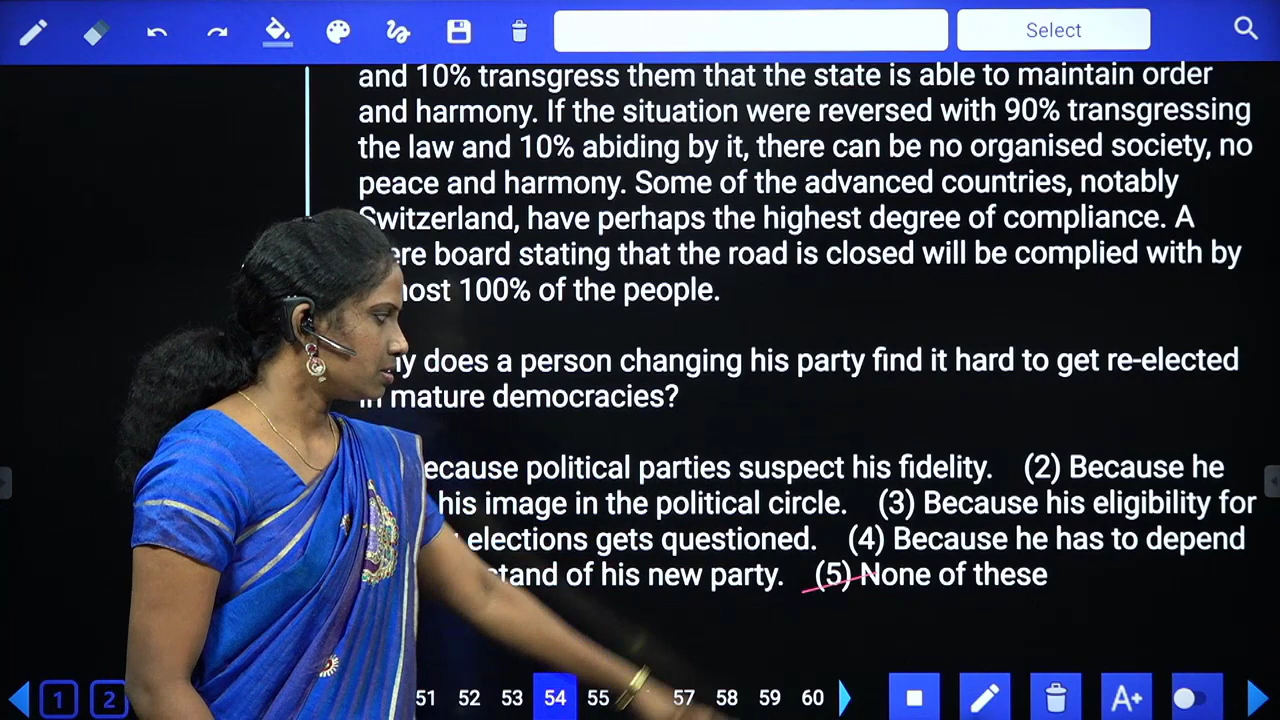 Select
and 10% transgress them that the state is able to maintain order
and harmony. If the situation were reversed with 90% transgressing
the law and 10% abiding by it, there can be no organised society, no
peace and harmony. Some of the advanced countries, notably
Switzerland, have perhaps the highest degree of compliance. A
board stating that the road is closed will be complied with by
100% of the people.
does a person changing his party find it hard to get re-elected
in mature democracies?
political parties suspect his fidelity. (2) Because he
his image in the political circle. (3) Because his eligibility for
elections gets questioned. (4) Because he has to depend
of his new party. (5) None of these
1 2 51 52 53 54 55 57 58 59 60 A+